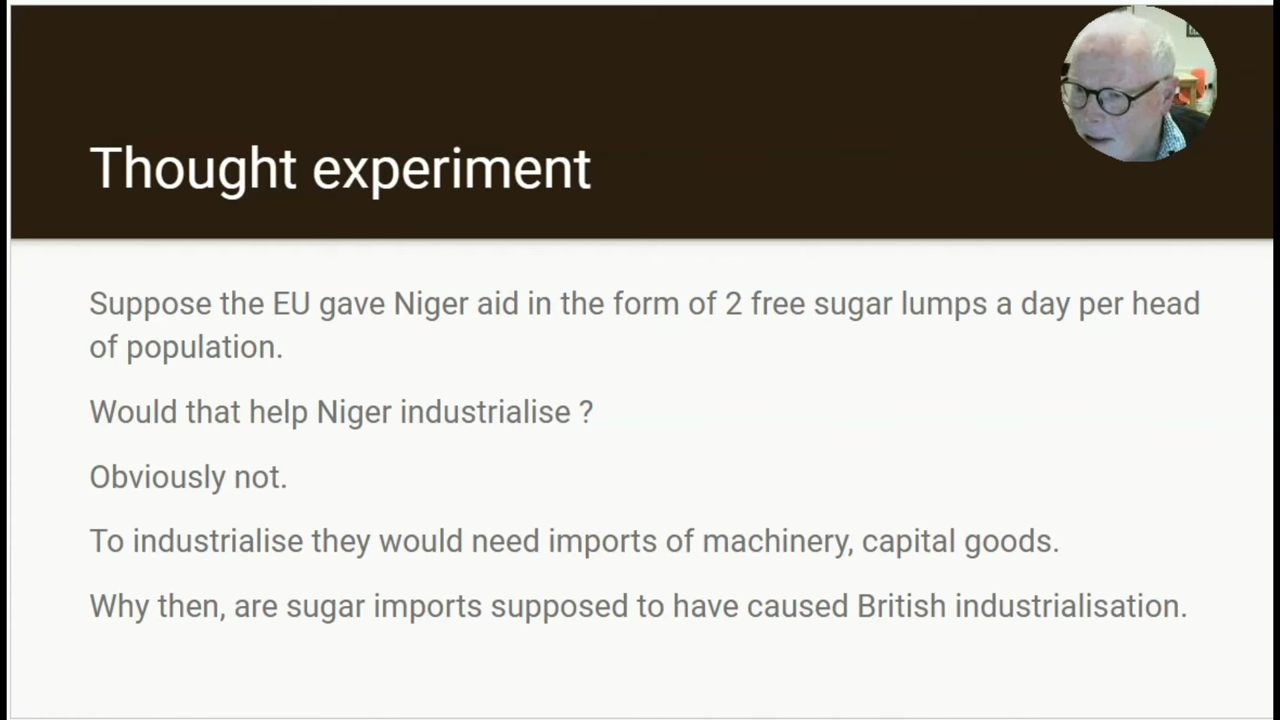 Thought experiment
Suppose the EU gave Niger aid in the form of 2 free sugar lumps a day per head
of population.
Would that help Niger industrialise ?
Obviously not.
To industrialise they would need imports of machinery, capital goods.
Why then, are sugar imports supposed to have caused British industrialisation.